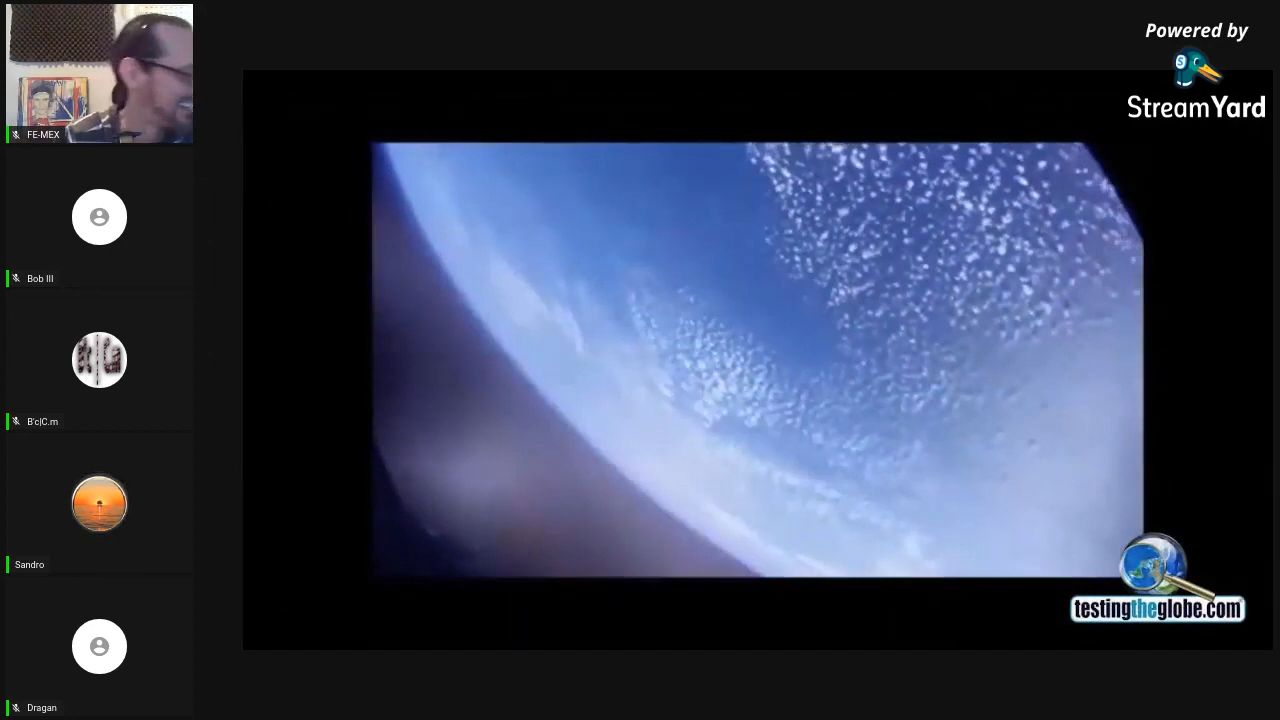 FE-MEX
Bob III
B'c|C.m
Sandro
Dragan
Powered by
StreamYard
testingtheglobe.com